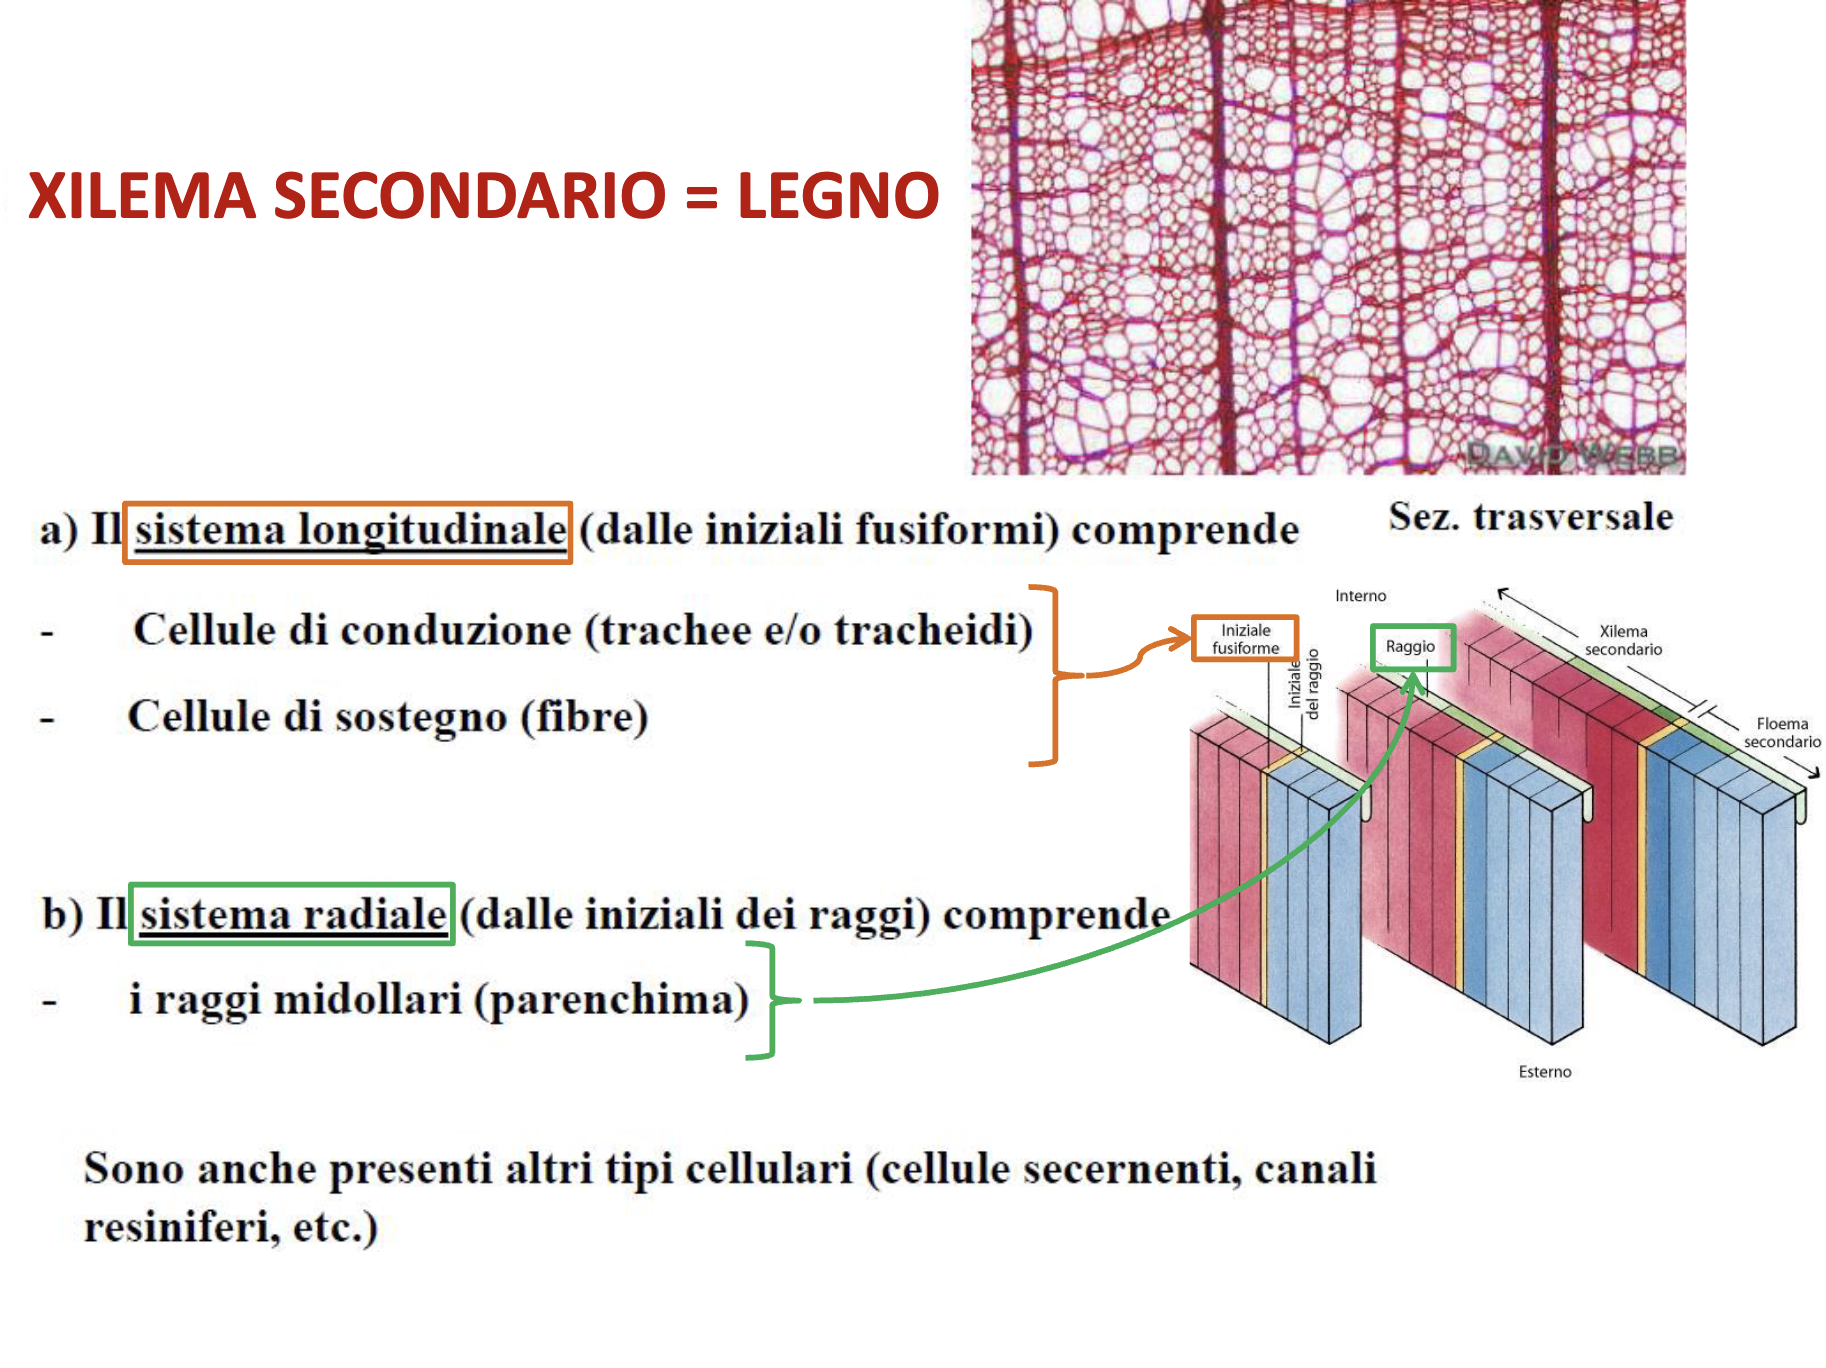 XILEMA SECONDARIO = LEGNO
DAVID WEBB
a) Il sistema longitudinale (dalle iniziali fusiformi) comprende
Sez. trasversale
- Cellule di conduzione (trachee e/o tracheidi)
- Cellule di sostegno (fibre)
Interno
Iniziale
fusiforme
Iniziale
del raggio
Raggio
Xilema
secondario
Floema
secondario
Esterno
b) Il sistema radiale (dalle iniziali dei raggi) comprende
- i raggi midollari (parenchima)
Sono anche presenti altri tipi cellulari (cellule secernenti, canali
resiniferi, etc.)